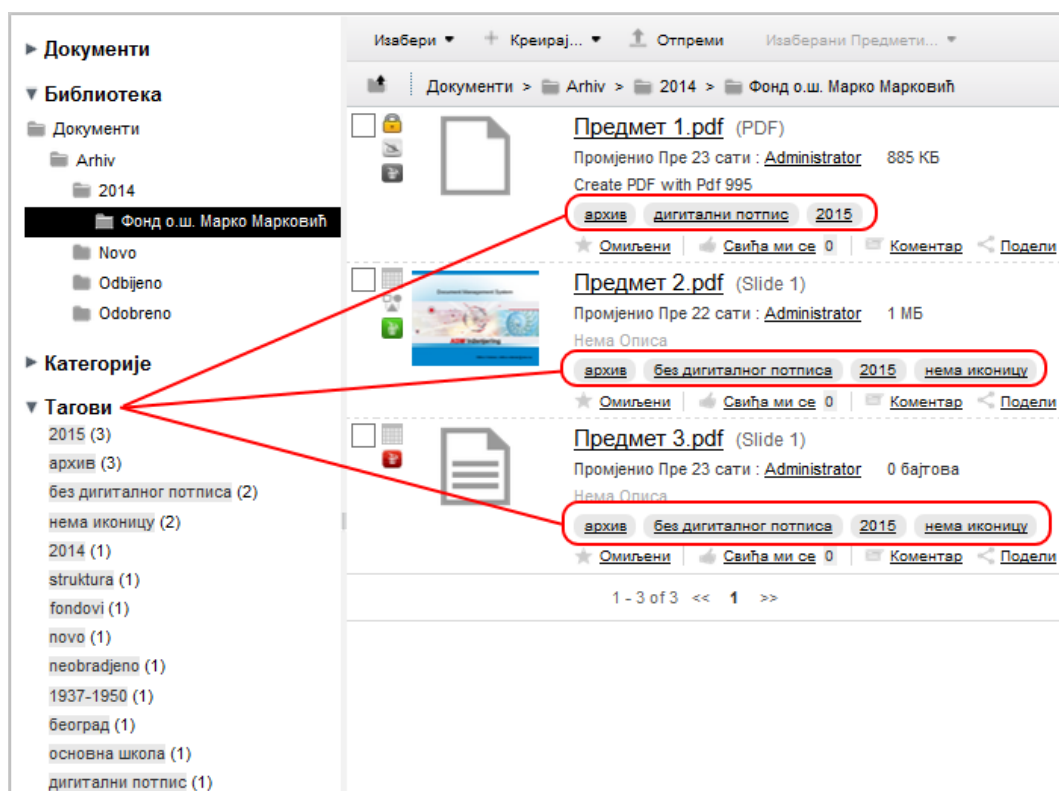 Документи
Библиотека
Документи
Arhiv
2014
Фонд о.ш. Марко Марковић
Novo
Odbijeno
Odobreno
Категорије
Тагови
2015 (3)
архив (3)
без дигиталног потписа (2)
нема иконицу (2)
2014 (1)
struktura (1)
fondovi (1)
novo (1)
neobradjeno (1)
1937-1950 (1)
београд (1)
основна школа (1)
дигитални потпис (1)
Изабери Креирај... Отпреми Изаберани Предмети...
Документи > Arhiv > 2014 > Фонд о.ш. Марко Марковић
Предмет 1.pdf (PDF)
Промјенио Пре 23 сати : Administrator 885 КБ
Create PDF with Pdf 995
архив дигитални потпис 2015
Омиљени Свиђа ми се 0 Коментар Подели
Document Management System
Предмет 2.pdf (Slide 1)
Промјенио Пре 22 сати : Administrator 1 МБ
Нема Описа
архив без дигиталног потписа 2015 нема иконицу
Омиљени Свиђа ми се 0 Коментар Подели
Предмет 3.pdf (Slide 1)
Промјенио Пре 23 сати : Administrator 0 бајтова
Нема Описа
архив без дигиталног потписа 2015 нема иконицу
Омиљени Свиђа ми се 0 Коментар Подели
1 - 3 of 3 << 1 >>